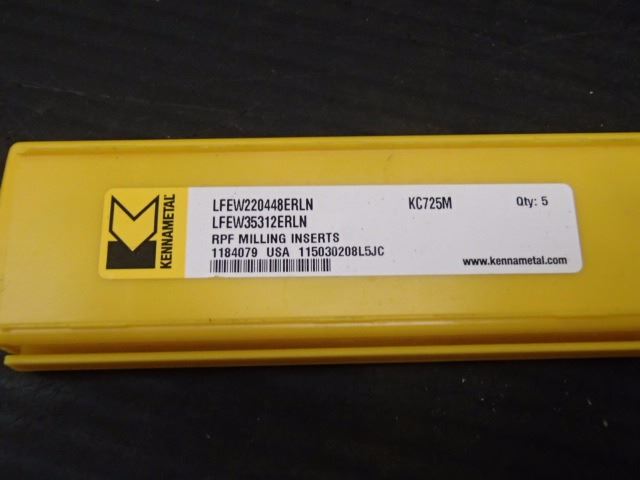 KENNAMETAL®
LFEW220448ERLN KC725M Qty: 5
LFEW35312ERLN
RPF MILLING INSERTS
1184079 USA 115030208L5JC
www.kennametal.com